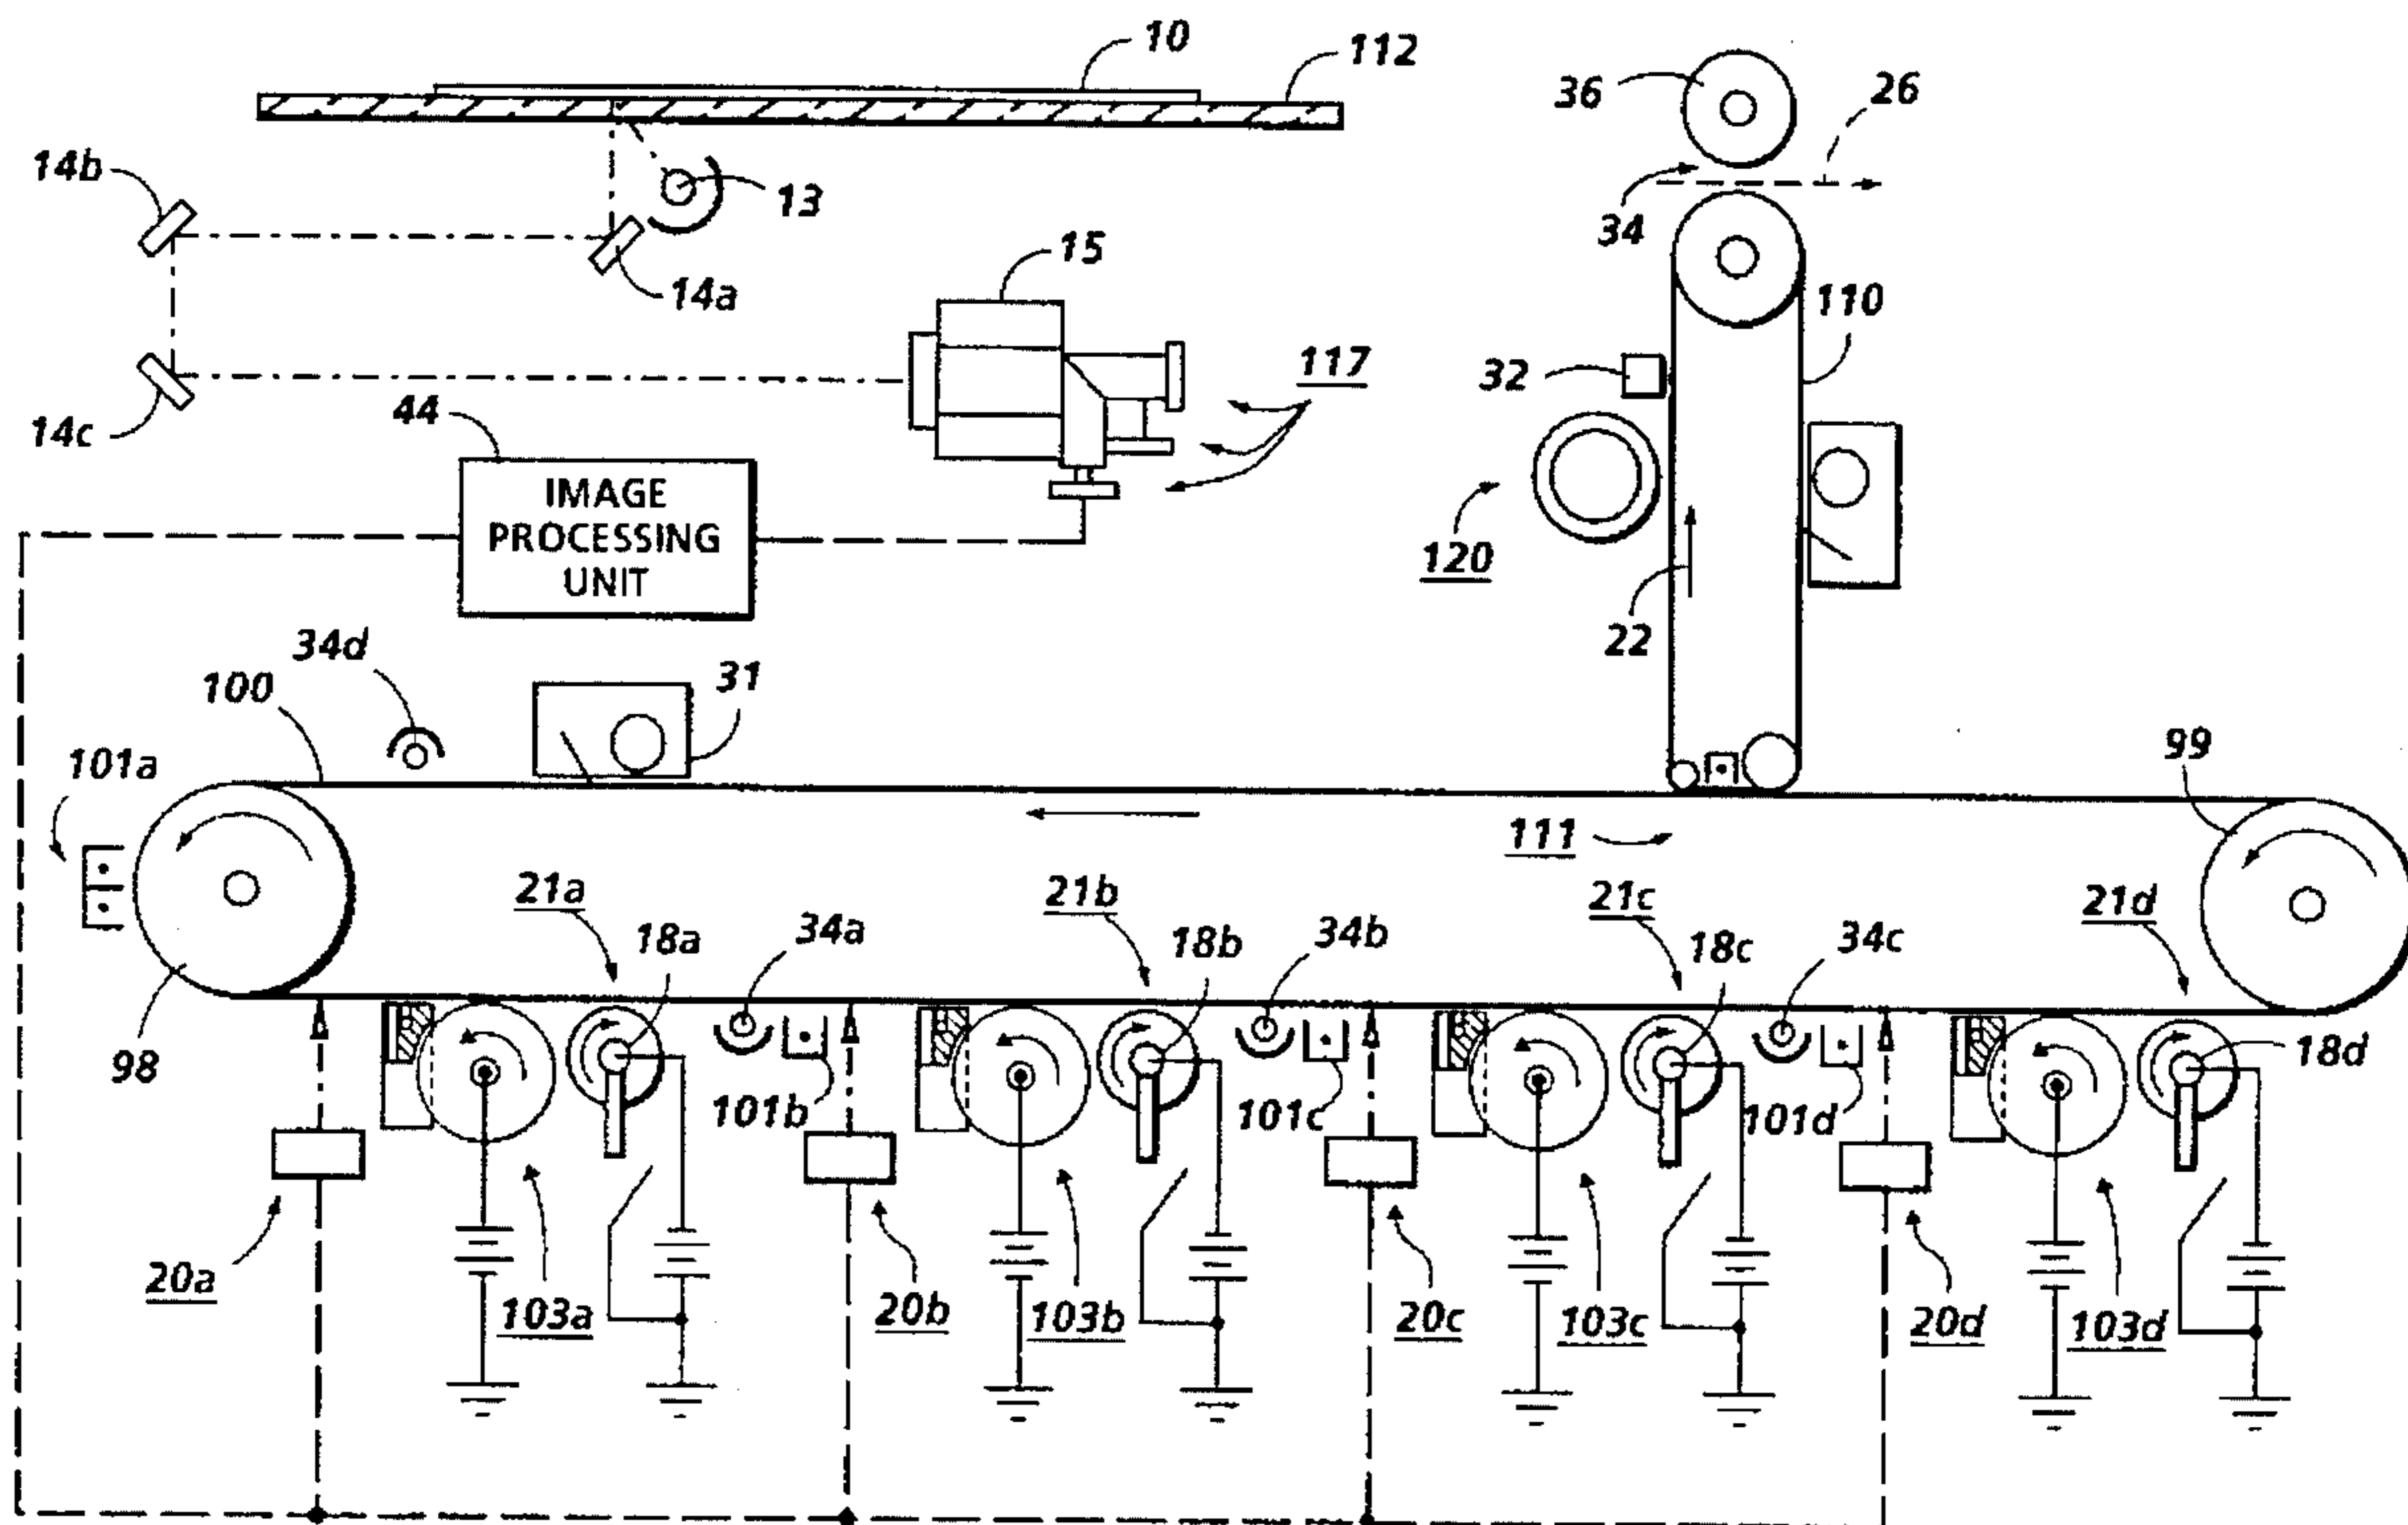 10
112
36
26
14b
13
34
15
14a
110
117
32
44
14c
IMAGE
PROCESSING
UNIT
120
22
34d
31
100
99
101a
111
21a
21b
21c
21d
18a
34a
18b
34b
18c
34c
98
18d
101b
101c
101d
20a
103a
20b
103b
20c
103c
20d
103d